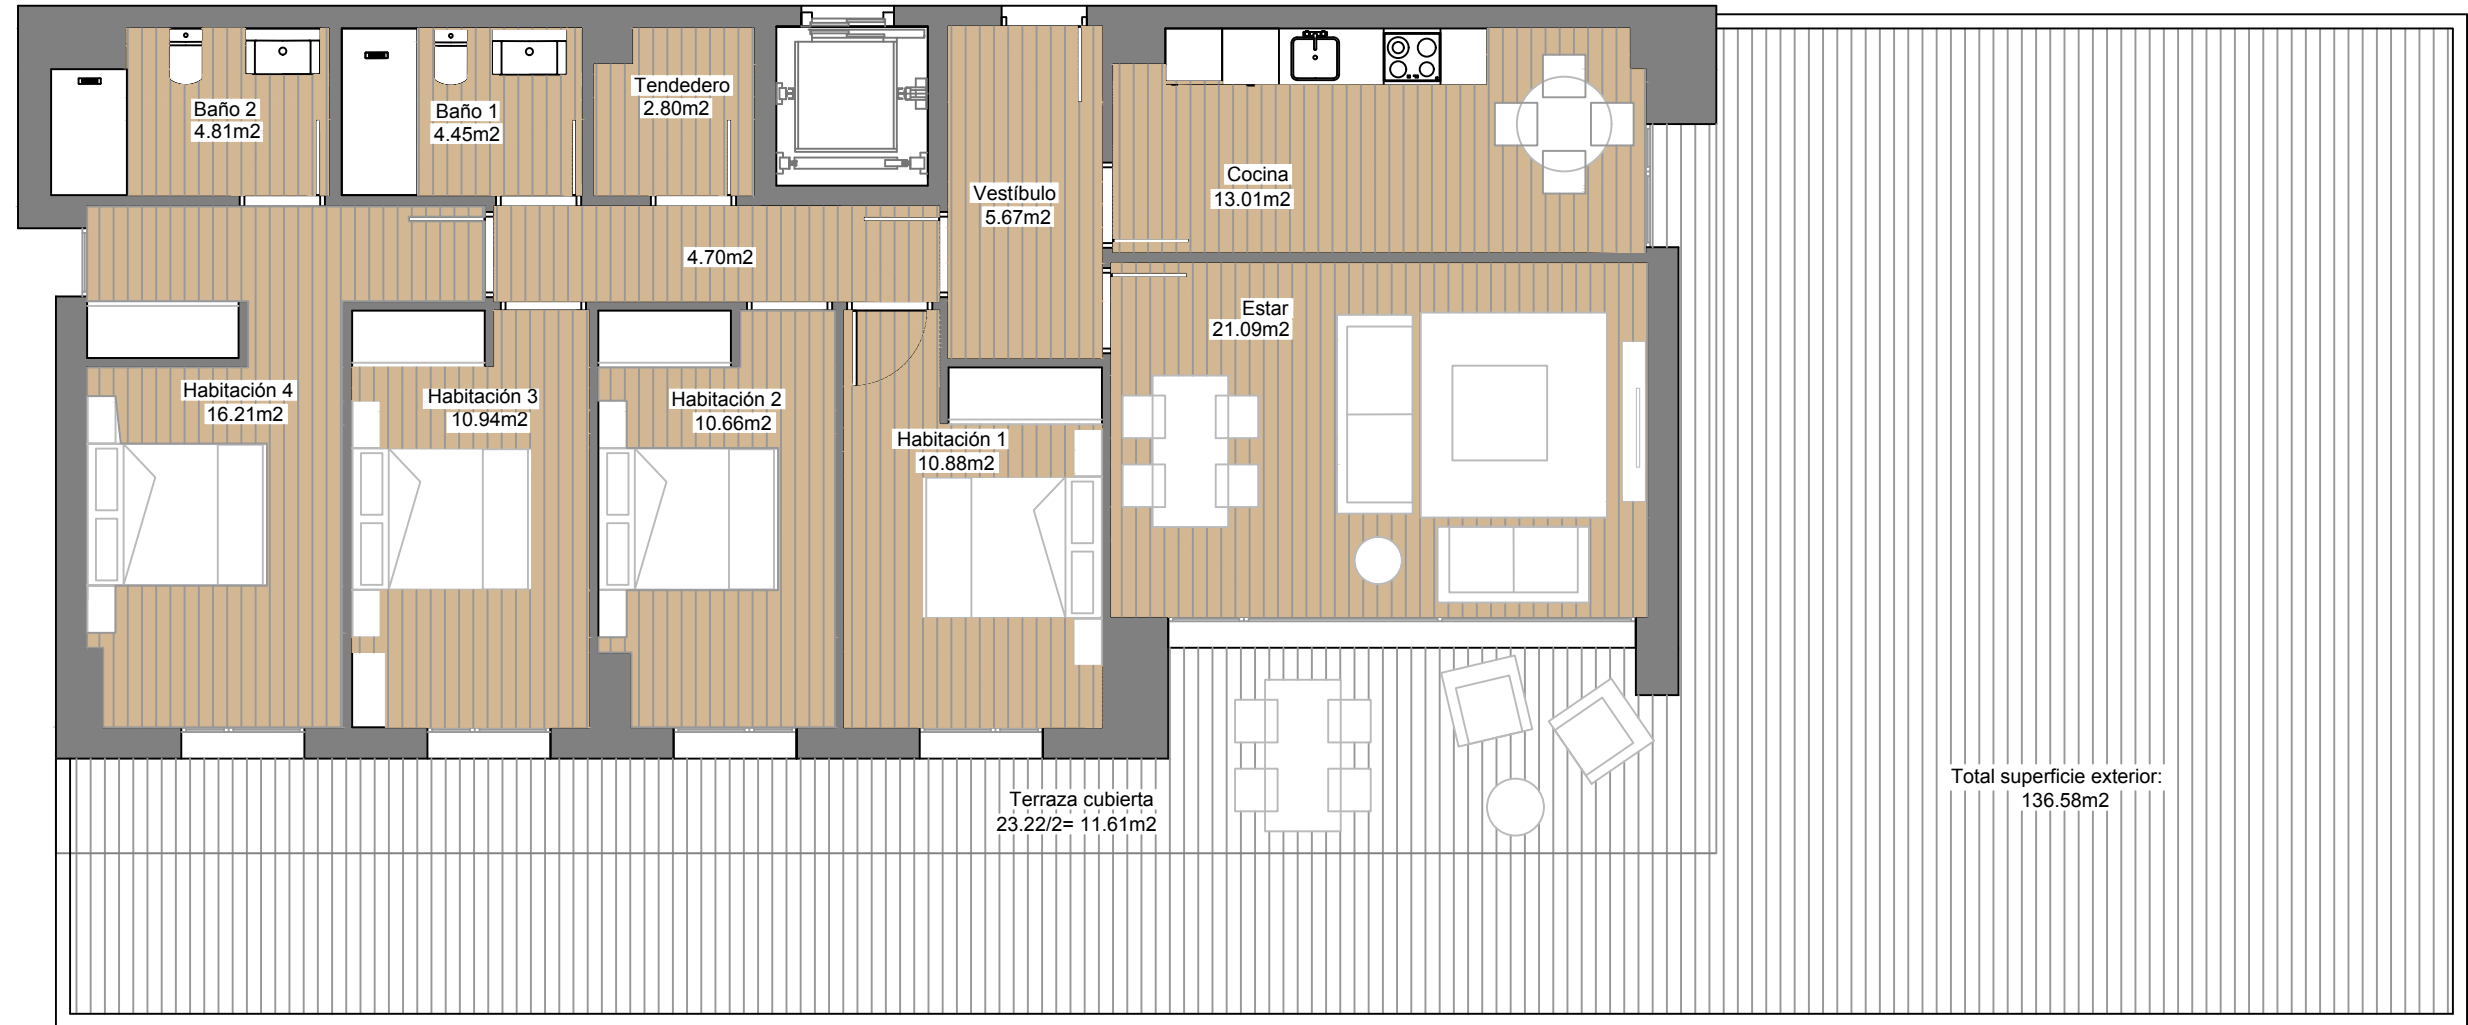 Baño 2
4.81m2
Baño 1
4.45m2
Tendedero
2.80m2
Vestíbulo
5.67m2
Cocina
13.01m2
4.70m2
Estar
21.09m2
Habitación 4
16.21m2
Habitación 3
10.94m2
Habitación 2
10.66m2
Habitación 1
10.88m2
Terraza cubierta
23.22/2= 11.61m2
Total superficie exterior:
136.58m2